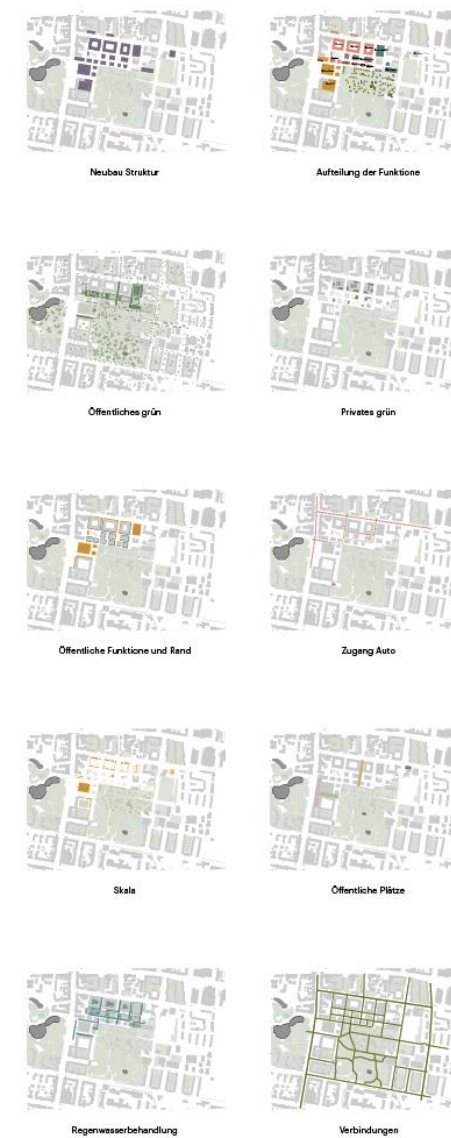 Neubau Struktur
Aufteilung der Funktione
Öffentliches grün
Privates grün
Öffentliche Funktione und Rand
Zugang Auto
Skala
Öffentliche Plätze
Regenwasserbehandlung
Verbindungen